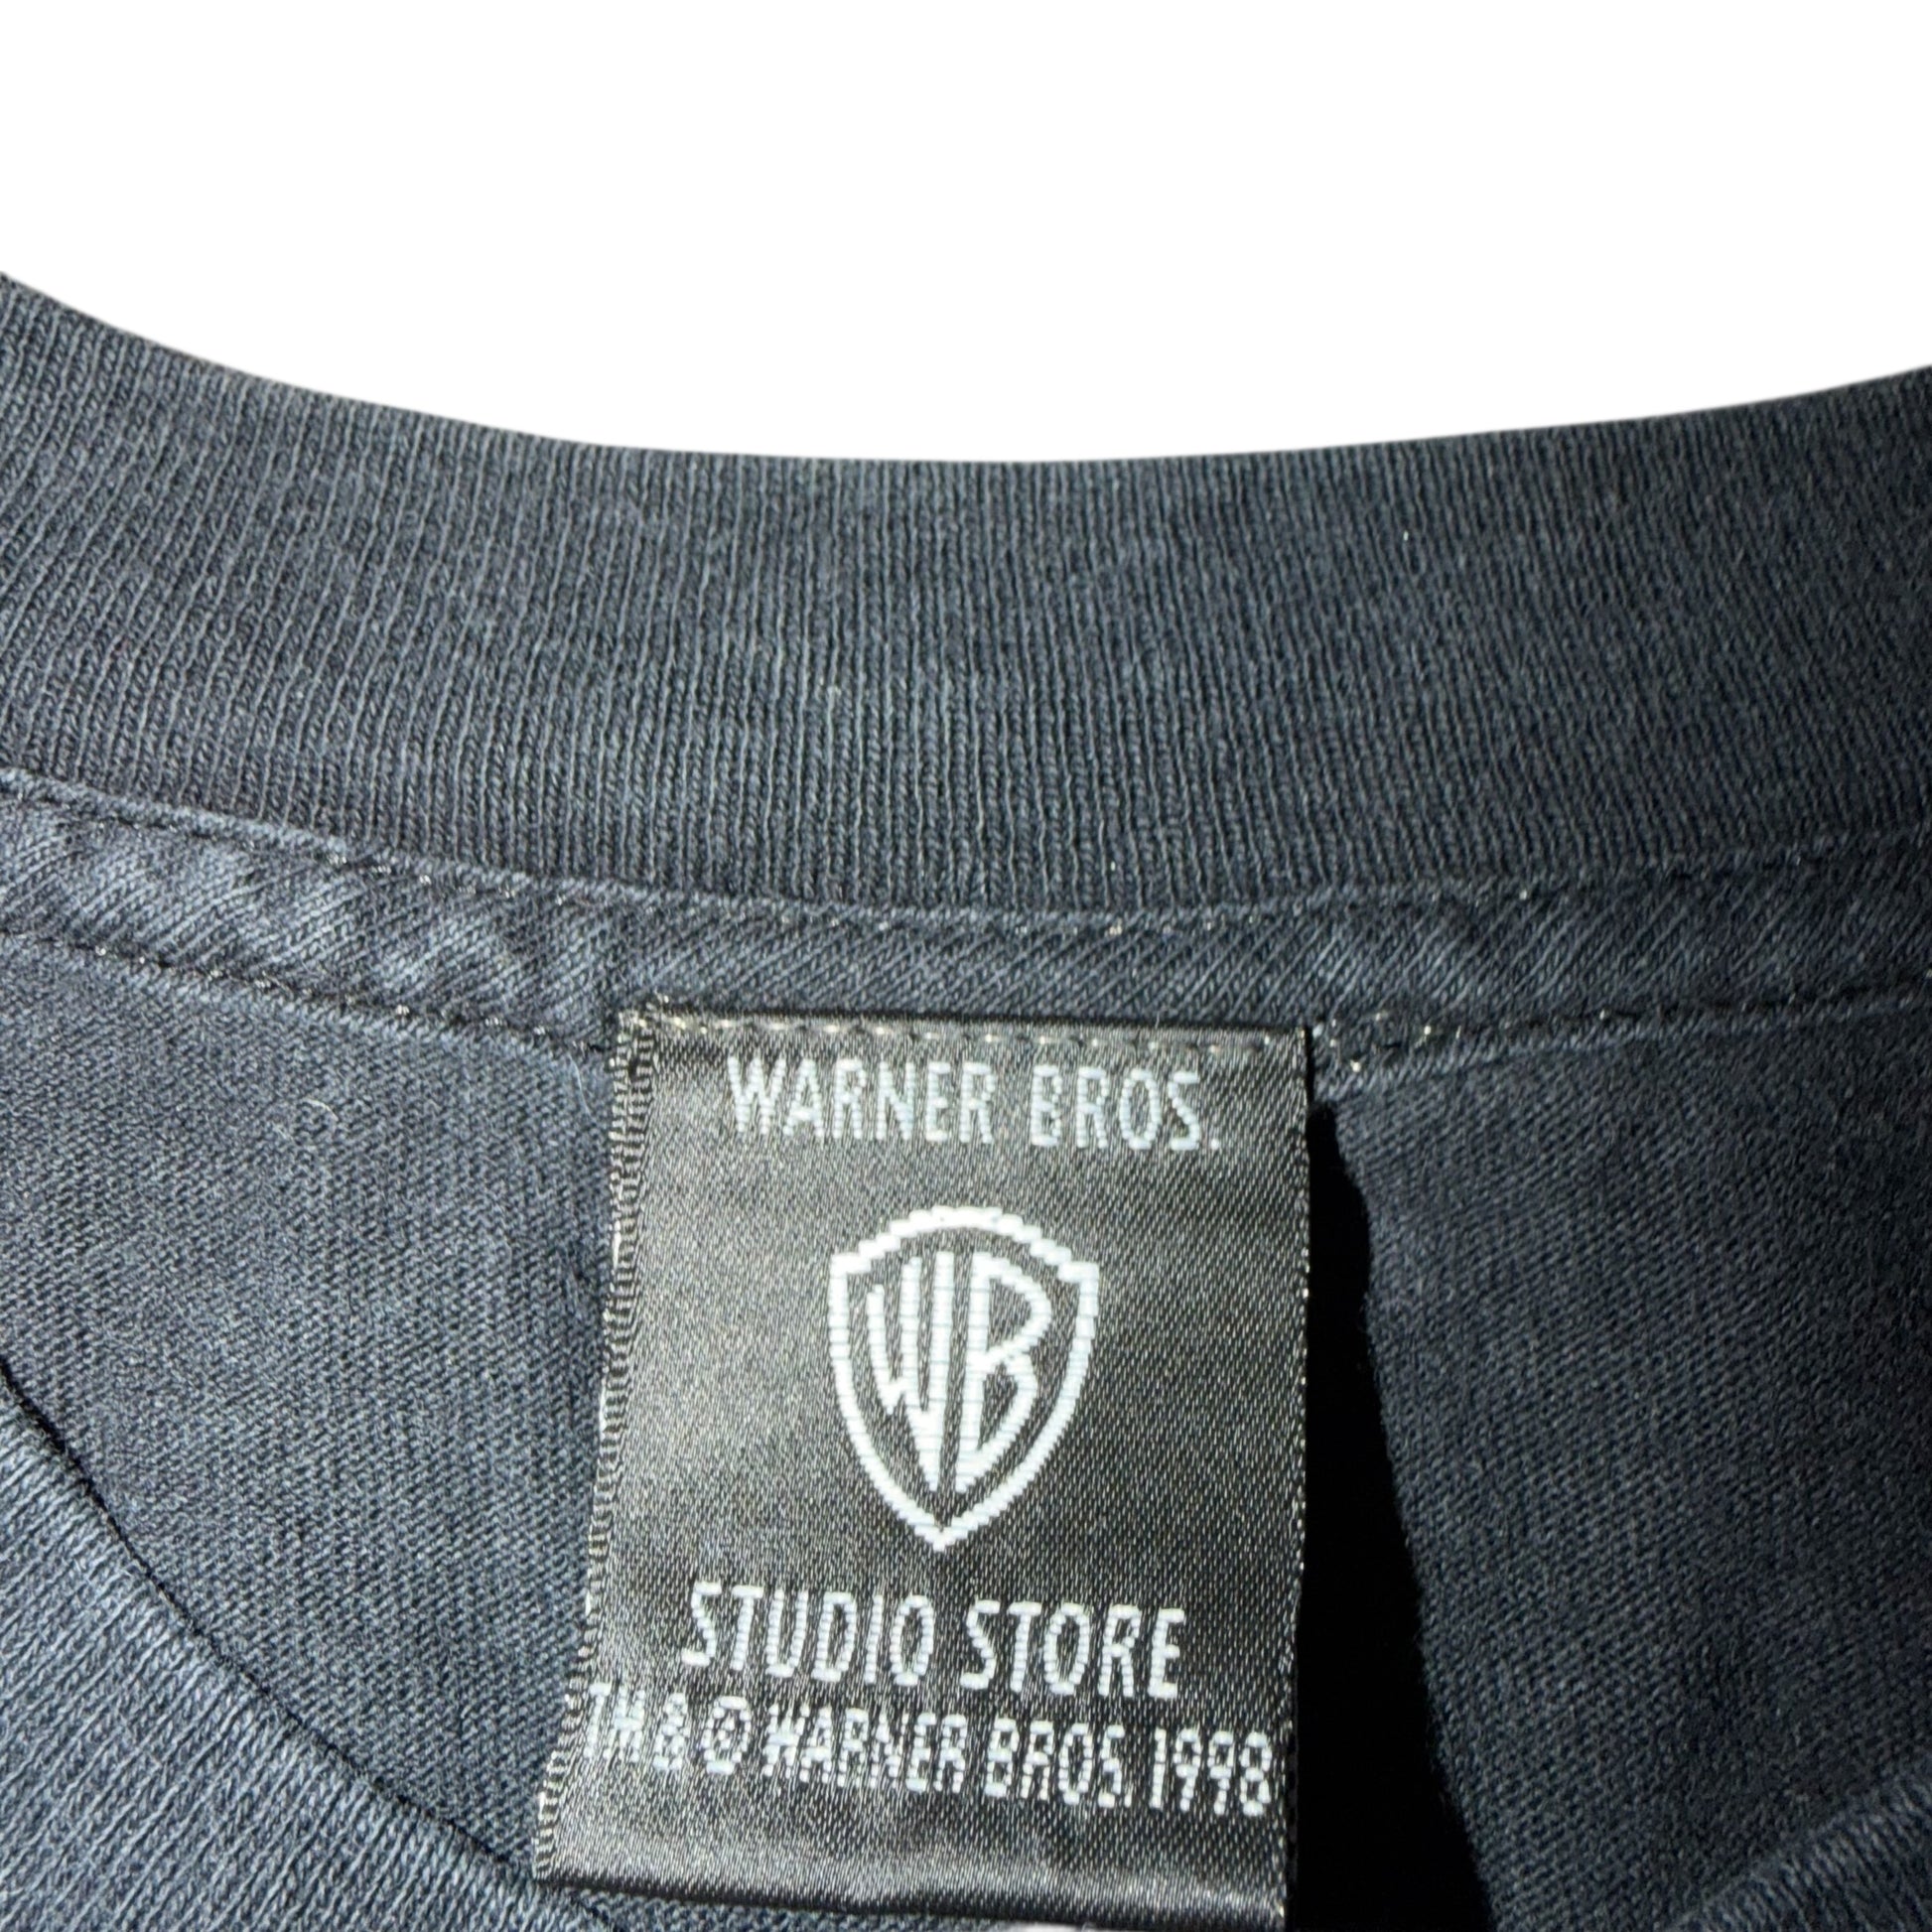 WARNER BROS.
WB
STUDIO STORE
TM & © WARNER BROS. 1998